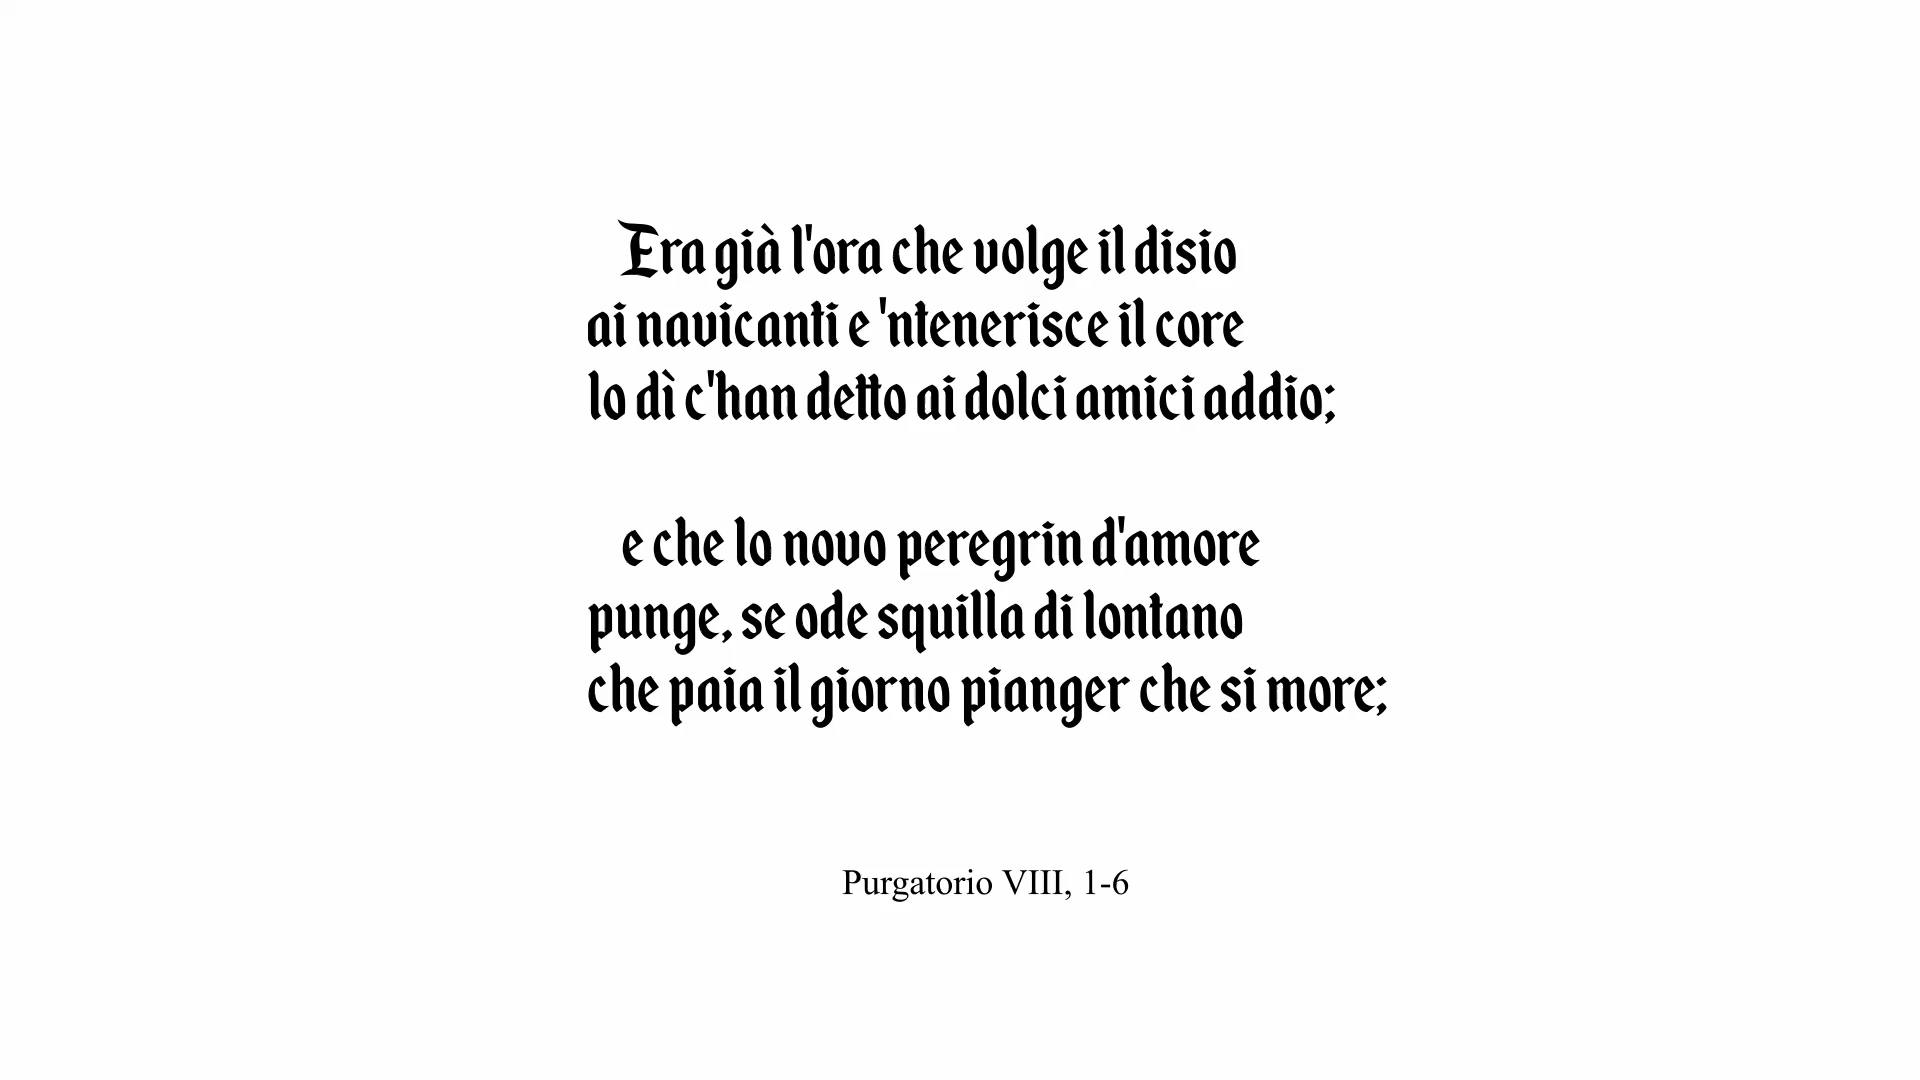 Era già l'ora che volge il disio
ai navicanti e 'ntenerisce il core
lo dì c'han detto ai dolci amici addio;
e che lo novo peregrin d'amore
punge, se ode squilla di lontano
che paia il giorno pianger che si more;
Purgatorio VIII, 1-6